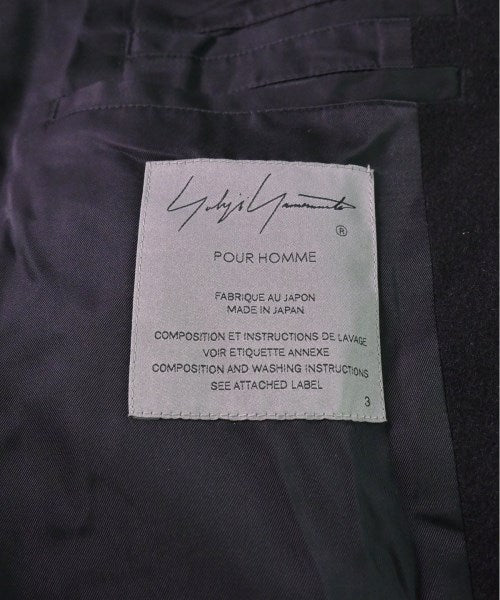 Yohji Yamamoto
®
POUR HOMME
FABRIQUE AU JAPON
MADE IN JAPAN
COMPOSITION ET INSTRUCTIONS DE LAVAGE
VOIR ETIQUETTE ANNEXE
COMPOSITION AND WASHING INSTRUCTIONS
SEE ATTACHED LABEL
3